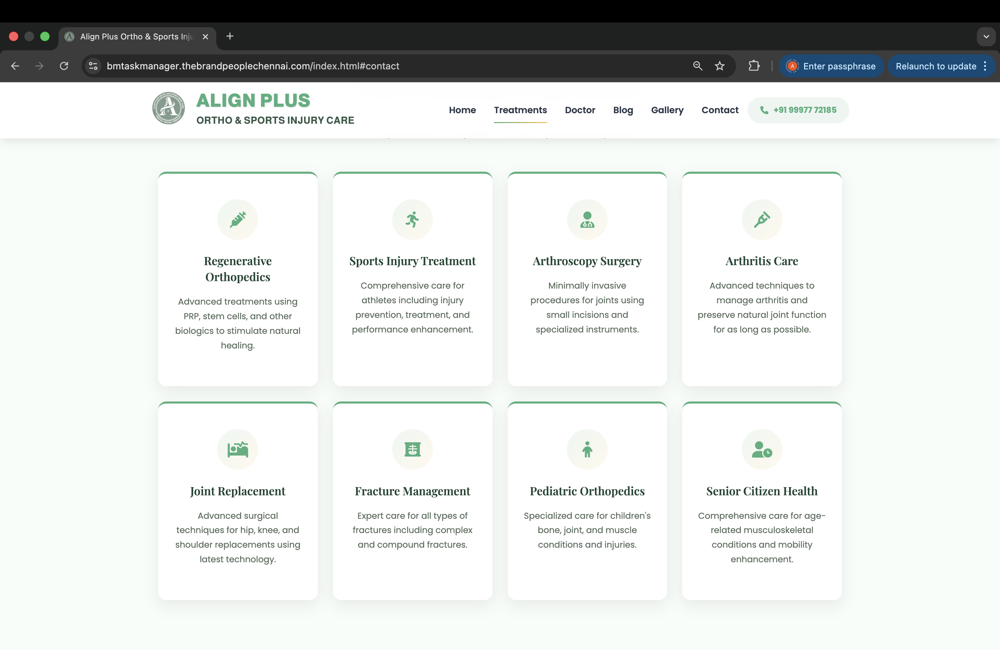 Align Plus Ortho & Sports Inju
bmtaskmanager.thebrandpeoplechennai.com/index.html#contact
A
Enter passphrase
Relaunch to update
ALIGN PLUS
ORTHO & SPORTS INJURY CARE
Home
Treatments
Doctor
Blog
Gallery
Contact
+91 99977 72185
Regenerative
Orthopedics
Advanced treatments using
PRP, stem cells, and other
biologics to stimulate natural
healing.
Sports Injury Treatment
Comprehensive care for
athletes including injury
prevention, treatment, and
performance enhancement.
Arthroscopy Surgery
Minimally invasive
procedures for joints using
small incisions and
specialized instruments.
Arthritis Care
Advanced techniques to
manage arthritis and
preserve natural joint function
for as long as possible.
Joint Replacement
Advanced surgical
techniques for hip, knee, and
shoulder replacements using
latest technology.
Fracture Management
Expert care for all types of
fractures including complex
and compound fractures.
Pediatric Orthopedics
Specialized care for children's
bone, joint, and muscle
conditions and injuries.
Senior Citizen Health
Comprehensive care for age-
related musculoskeletal
conditions and mobility
enhancement.